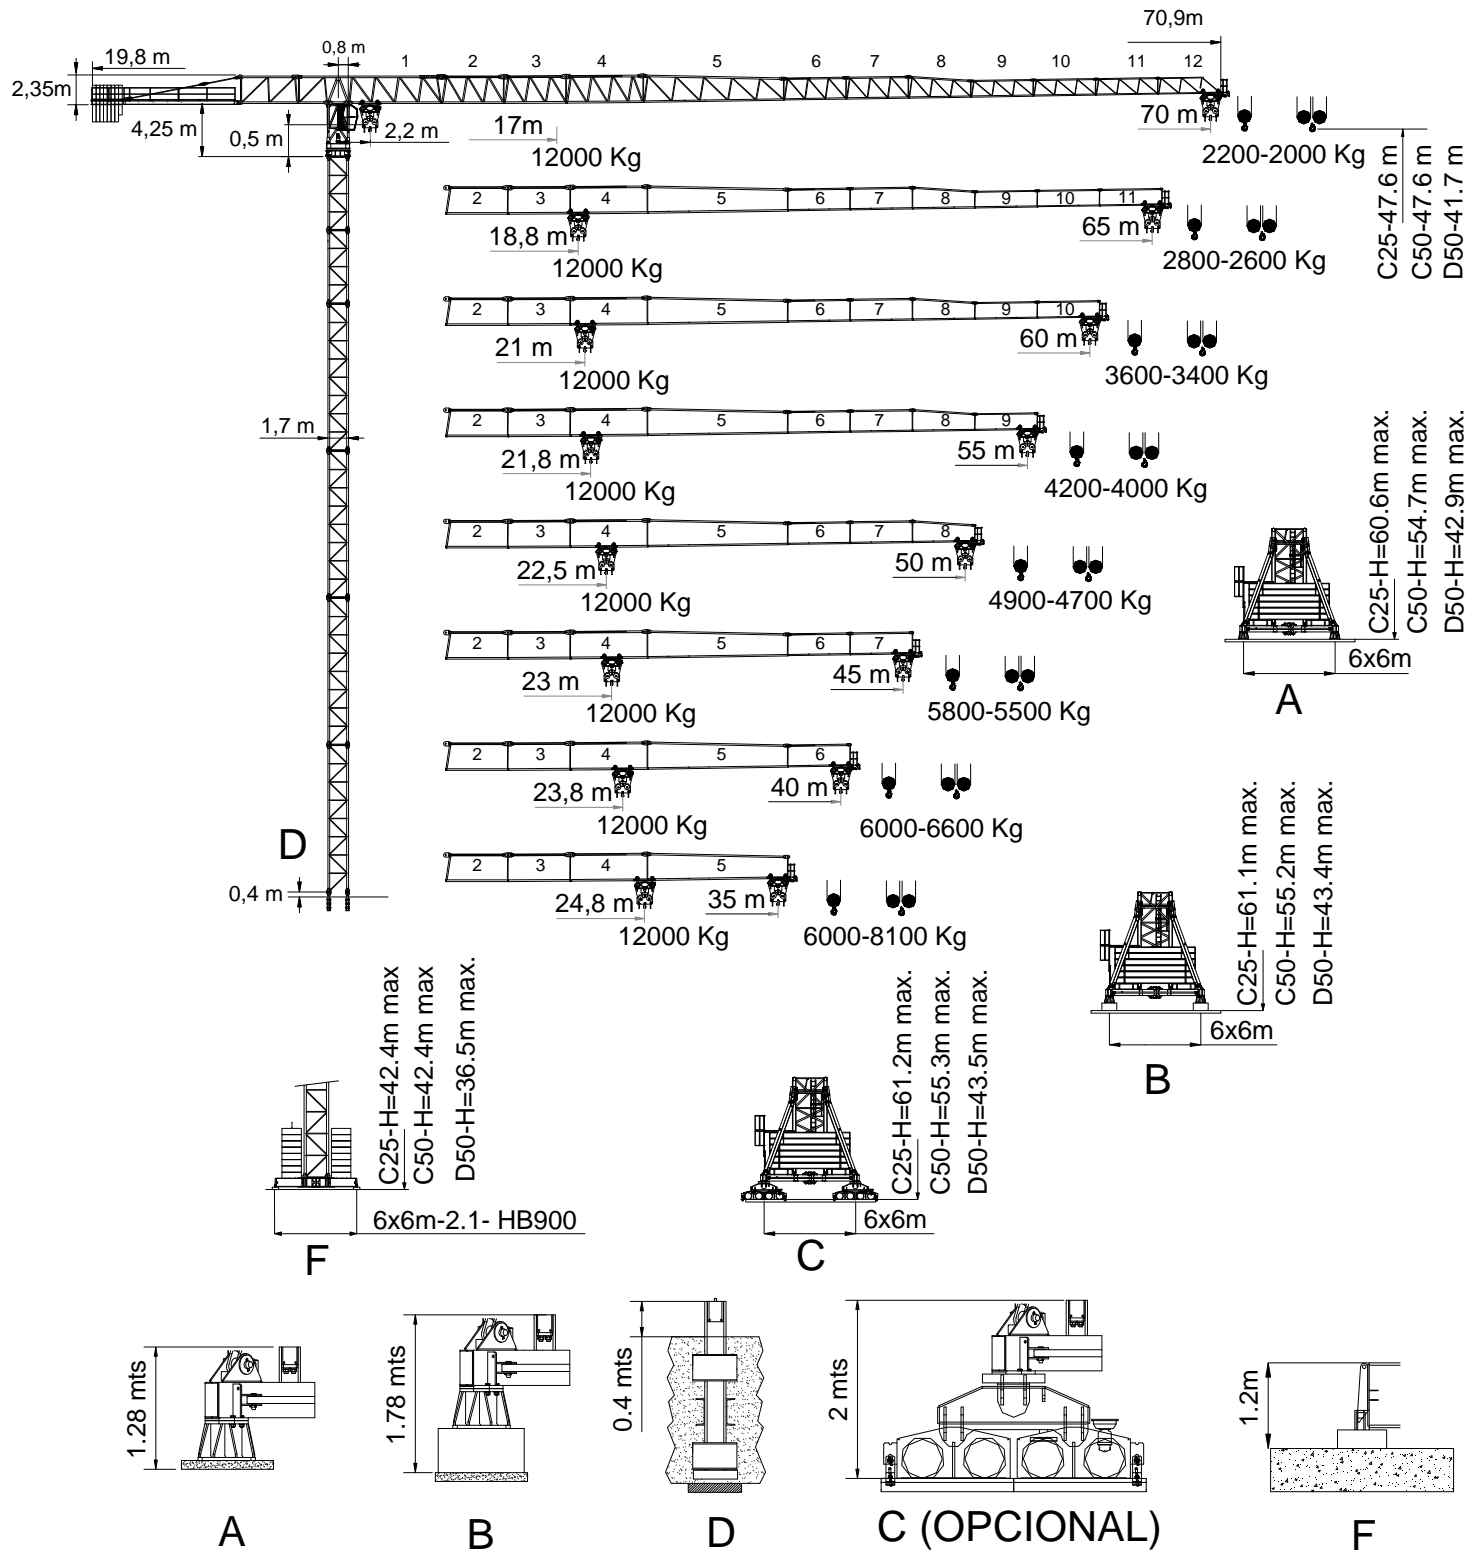 70,9m
19,8 m
0,8 m
1 2 3 4 5 6 7 8 9 10 11 12
2,35m
4,25 m
0,5 m
2,2 m
17m
12000 Kg
70 m
2200-2000 Kg
C25-47.6 m
C50-47.6 m
D50-41.7 m
2 3 4 5 6 7 8 9 10 11
18,8 m
12000 Kg
65 m
2800-2600 Kg
2 3 4 5 6 7 8 9 10
21 m
12000 Kg
60 m
3600-3400 Kg
1,7 m
2 3 4 5 6 7 8 9
21,8 m
12000 Kg
55 m
4200-4000 Kg
2 3 4 5 6 7 8
22,5 m
12000 Kg
50 m
4900-4700 Kg
C25-H=60.6m max.
C50-H=54.7m max.
D50-H=42.9m max.
6x6m
A
2 3 4 5 6 7
23 m
12000 Kg
45 m
5800-5500 Kg
2 3 4 5 6
23,8 m
12000 Kg
40 m
6000-6600 Kg
D
0,4 m
2 3 4 5
24,8 m
12000 Kg
35 m
6000-8100 Kg
C25-H=61.1m max.
C50-H=55.2m max.
D50-H=43.4m max.
6x6m
B
C25-H=42.4m max
C50-H=42.4m max
D50-H=36.5m max.
6x6m-2.1- HB900
F
C25-H=61.2m max.
C50-H=55.3m max.
D50-H=43.5m max.
6x6m
C
1.28 mts
A
1.78 mts
B
0.4 mts
D
2 mts
C (OPCIONAL)
1.2m
F